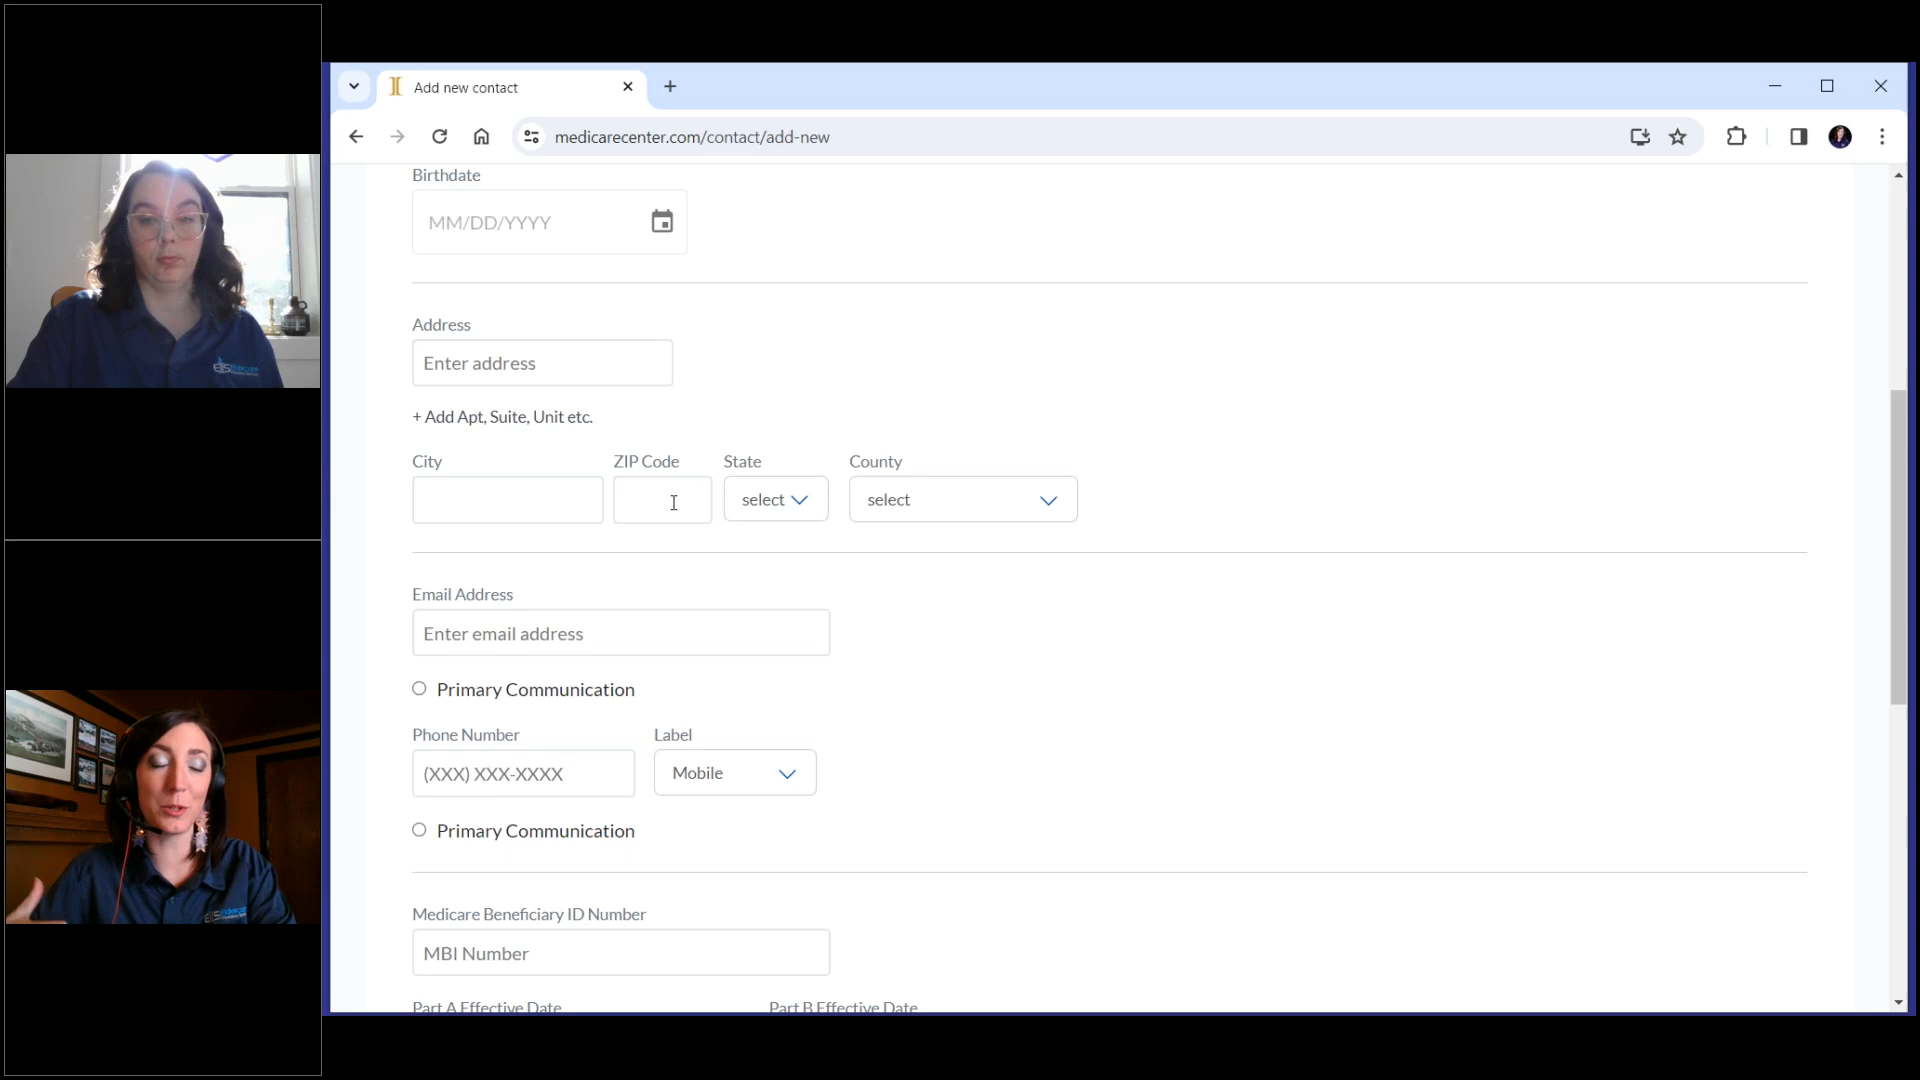 Add new contact
medicarecenter.com/contact/add-new
Birthdate
MM/DD/YYYY
Address
Enter address
+ Add Apt, Suite, Unit etc.
City ZIP Code State County
select select
Email Address
Enter email address
Primary Communication
Phone Number Label
(XXX) XXX-XXXX Mobile
Primary Communication
Medicare Beneficiary ID Number
MBI Number
Part A Effective Date Part B Effective Date